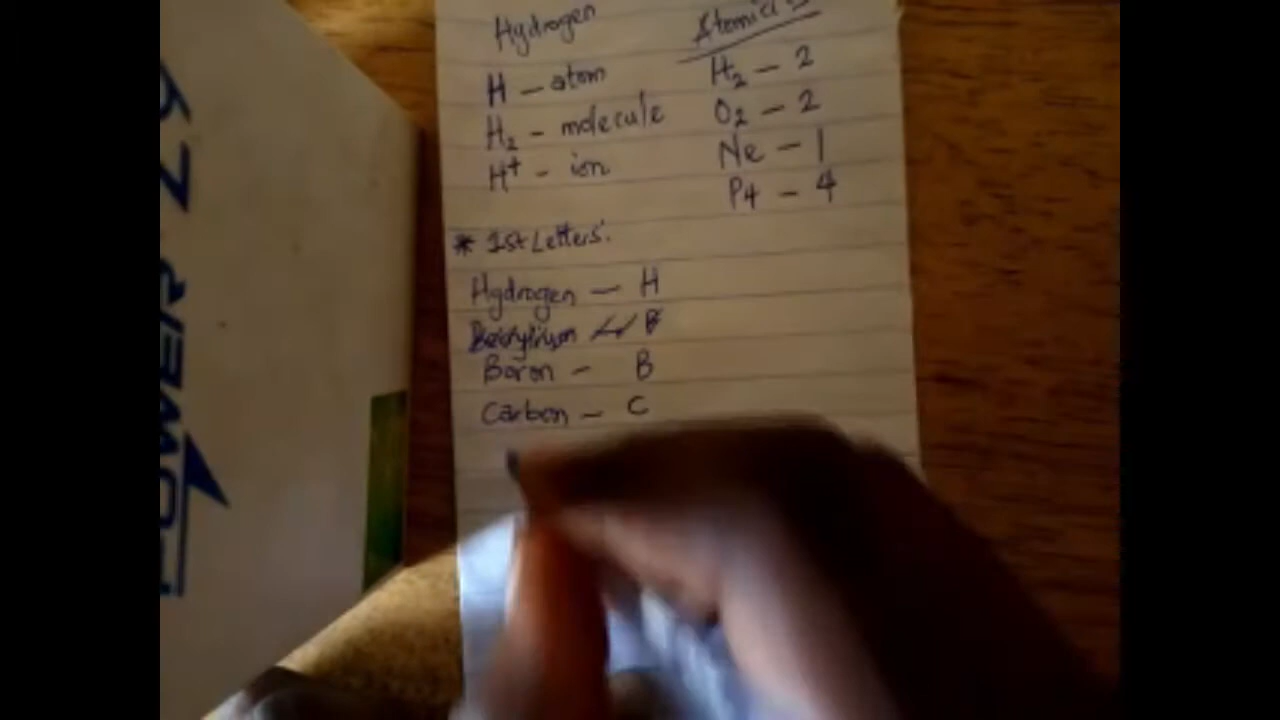 Hydrogen
H - atom
H2 - molecule
H+ - ion
H2 - 2
O2 - 2
Ne - 1
P4 - 4
* 1st Letters.
Hydrogen - H
Boron - B
Carbon - C